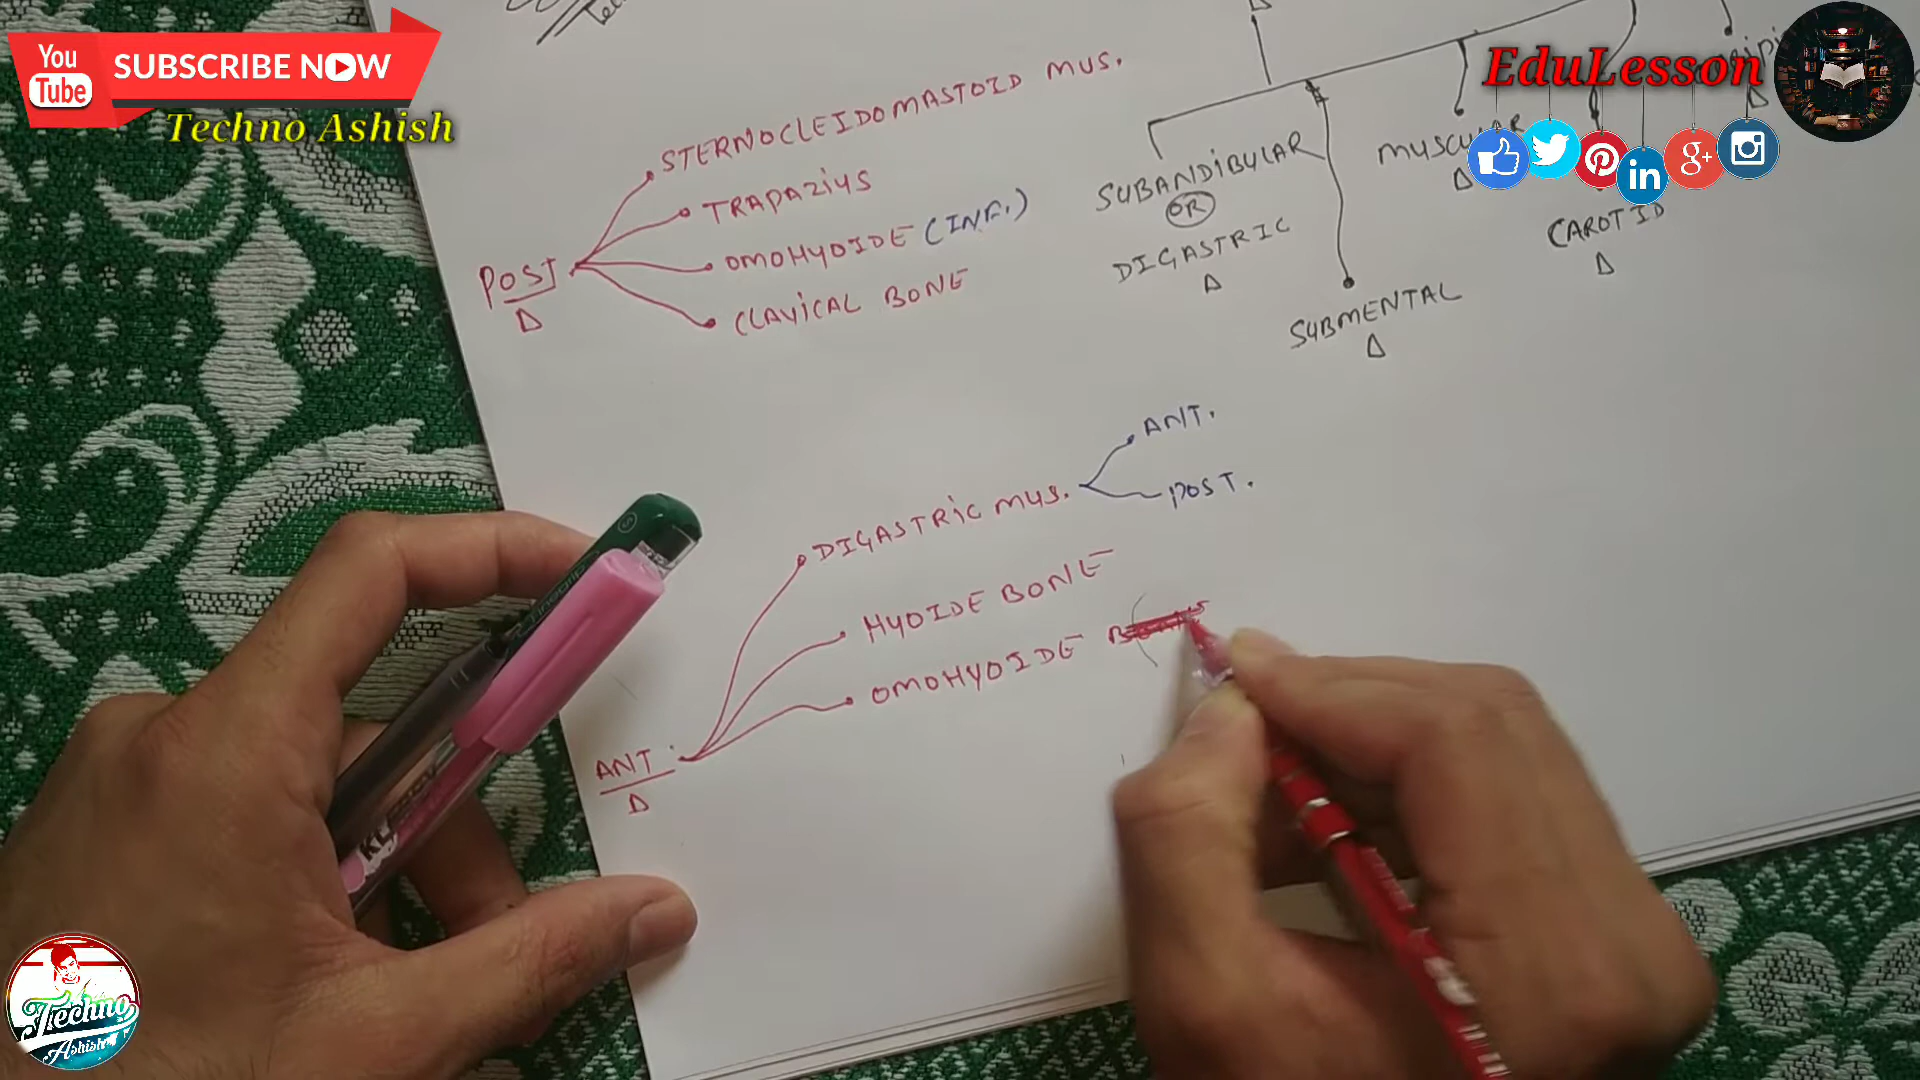 You
Tube
SUBSCRIBE NOW
Techno Ashish
EduLesson
STERNOCLEIDOMASTOID MUS.
TRAPAZIUS
OMOHYOIDE (INF.)
CLAVICAL BONE
POST
Δ
SUBANDIBULAR
OR
DIGASTRIC
Δ
SUBMENTAL
Δ
MUSCULAR
Δ
CAROTID
Δ
ANT.
POST.
DIGASTRIC MUS.
HYOIDE BONE
OMOHYOIDE
ANT.
Δ
Techno
Ashish